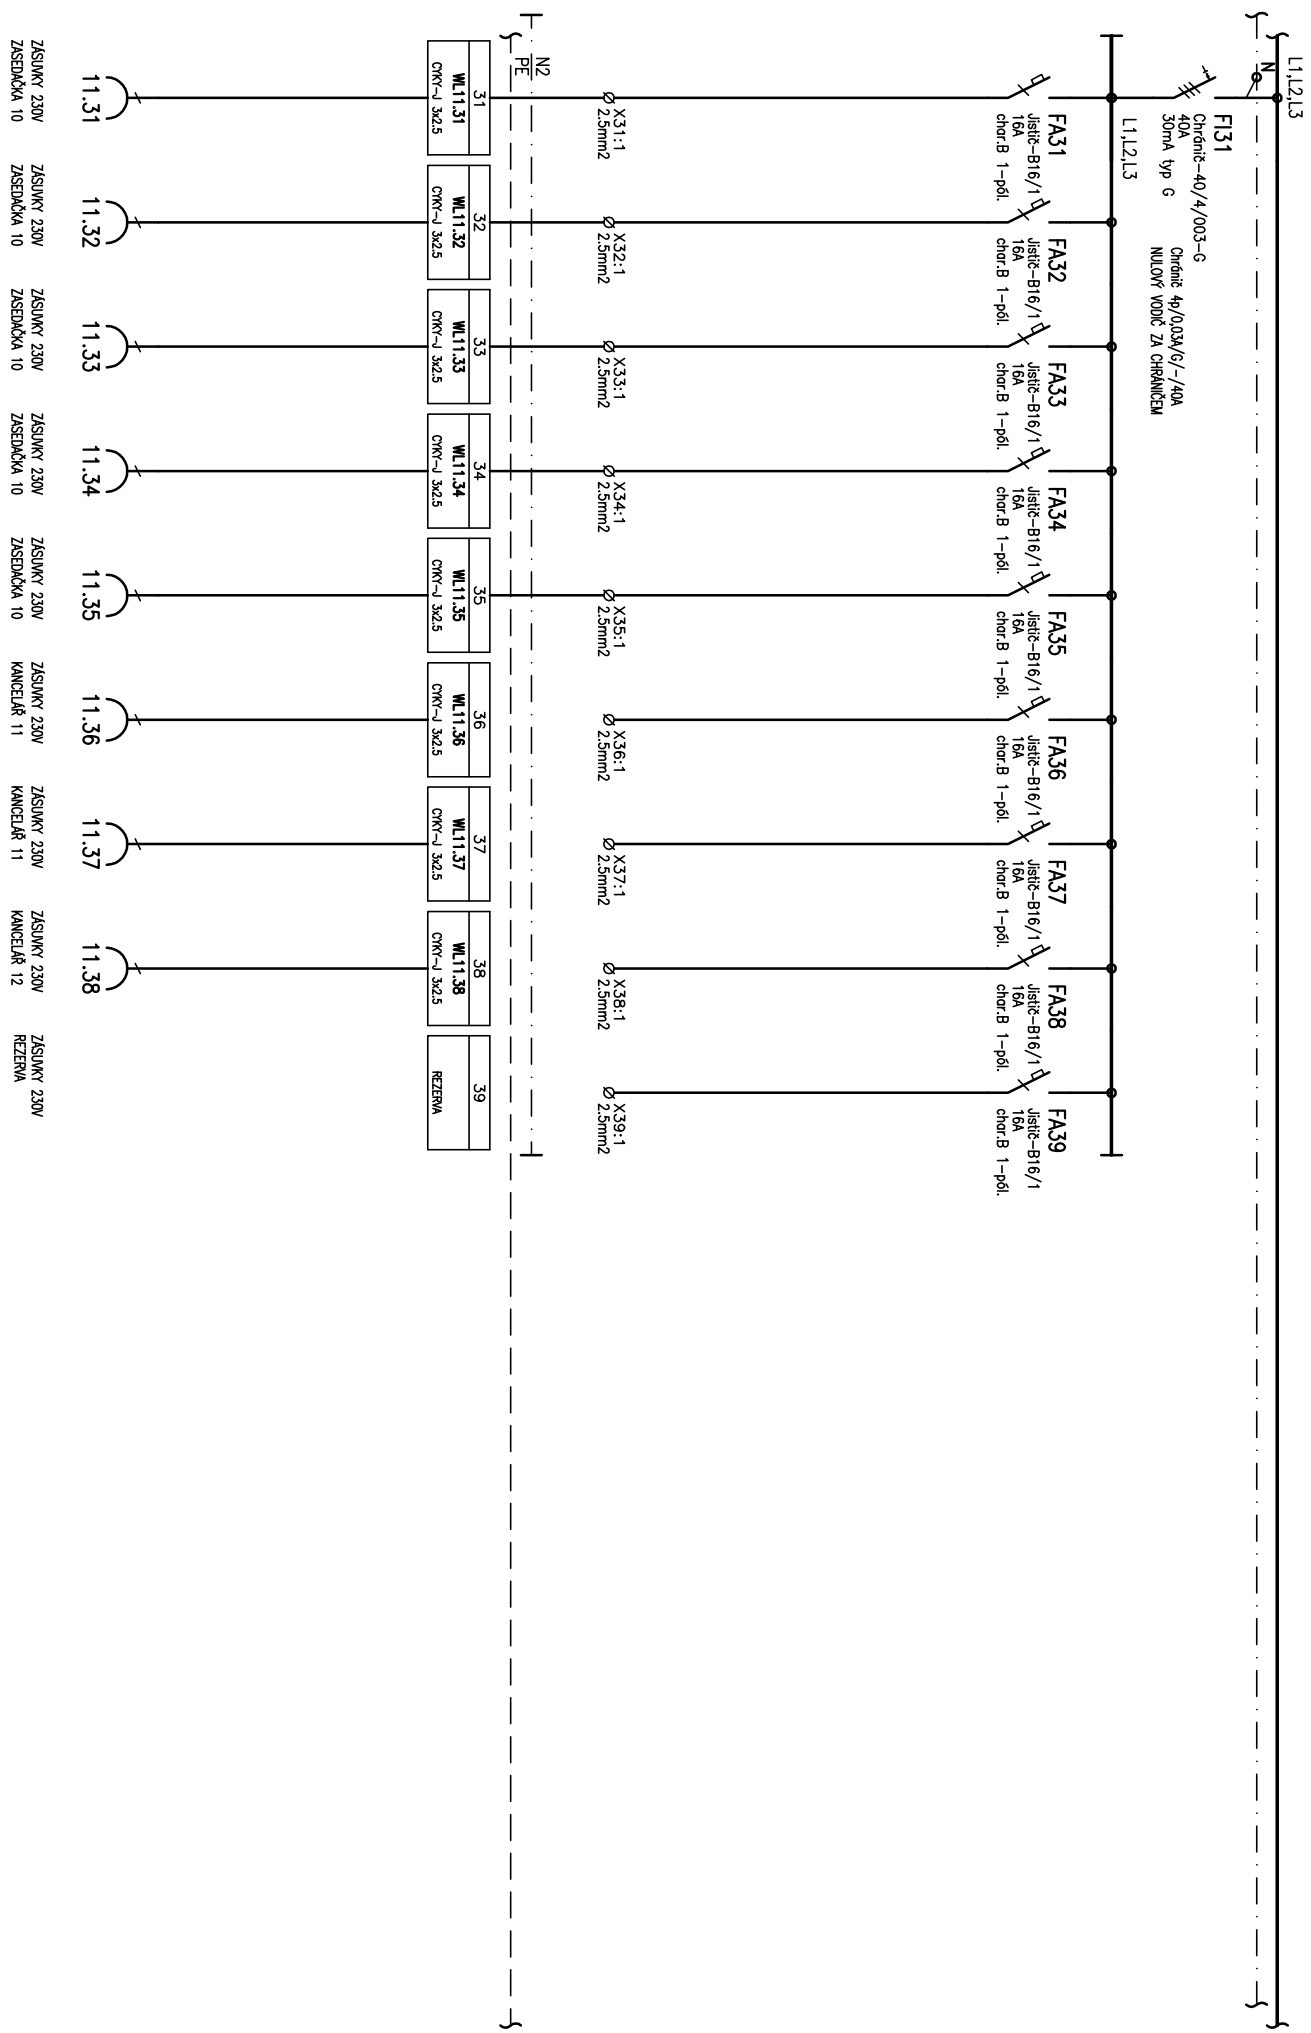 L1,L2,L3
N
FI31
Chránič-40/4/003-G
40A
30mA typ G
Chránič 4p/0,03A/G/-/40A
NULOVÝ VODIČ ZA CHRÁNIČEM
L1,L2,L3
FA31
Jistič-B16/1
16A
char.B 1-pól.
FA32
Jistič-B16/1
16A
char.B 1-pól.
FA33
Jistič-B16/1
16A
char.B 1-pól.
FA34
Jistič-B16/1
16A
char.B 1-pól.
FA35
Jistič-B16/1
16A
char.B 1-pól.
FA36
Jistič-B16/1
16A
char.B 1-pól.
FA37
Jistič-B16/1
16A
char.B 1-pól.
FA38
Jistič-B16/1
16A
char.B 1-pól.
FA39
Jistič-B16/1
16A
char.B 1-pól.
X31:1
2.5mm2
X32:1
2.5mm2
X33:1
2.5mm2
X34:1
2.5mm2
X35:1
2.5mm2
X36:1
2.5mm2
X37:1
2.5mm2
X38:1
2.5mm2
X39:1
2.5mm2
N2
PE
31
WL11.31
CYKY-J 3x2.5
32
WL11.32
CYKY-J 3x2.5
33
WL11.33
CYKY-J 3x2.5
34
WL11.34
CYKY-J 3x2.5
35
WL11.35
CYKY-J 3x2.5
36
WL11.36
CYKY-J 3x2.5
37
WL11.37
CYKY-J 3x2.5
38
WL11.38
CYKY-J 3x2.5
39
REZERVA
11.31
11.32
11.33
11.34
11.35
11.36
11.37
11.38
ZÁSUVKY 230V
ZASEDAČKA 10
ZÁSUVKY 230V
ZASEDAČKA 10
ZÁSUVKY 230V
ZASEDAČKA 10
ZÁSUVKY 230V
ZASEDAČKA 10
ZÁSUVKY 230V
ZASEDAČKA 10
ZÁSUVKY 230V
KANCELÁŘ 11
ZÁSUVKY 230V
KANCELÁŘ 11
ZÁSUVKY 230V
KANCELÁŘ 12
ZÁSUVKY 230V
REZERVA